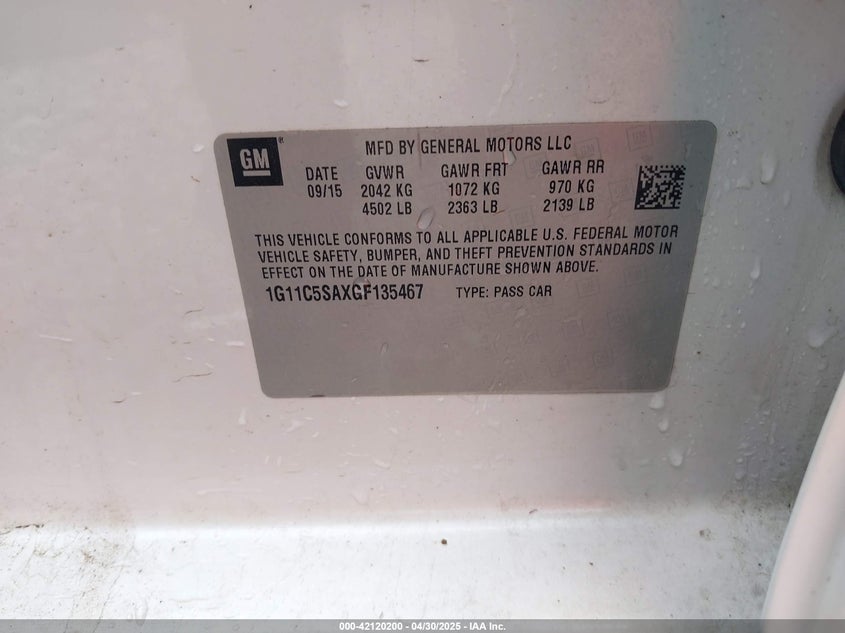 GM®
MFD BY GENERAL MOTORS LLC
DATE GVWR GAWR FRT GAWR RR
09/15 2042 KG 1072 KG 970 KG
4502 LB 2363 LB 2139 LB
THIS VEHICLE CONFORMS TO ALL APPLICABLE U.S. FEDERAL MOTOR
VEHICLE SAFETY, BUMPER, AND THEFT PREVENTION STANDARDS IN
EFFECT ON THE DATE OF MANUFACTURE SHOWN ABOVE.
1G11C5SAXGF135467 TYPE: PASS CAR
000-42120200 - 04/30/2025 - IAA Inc.